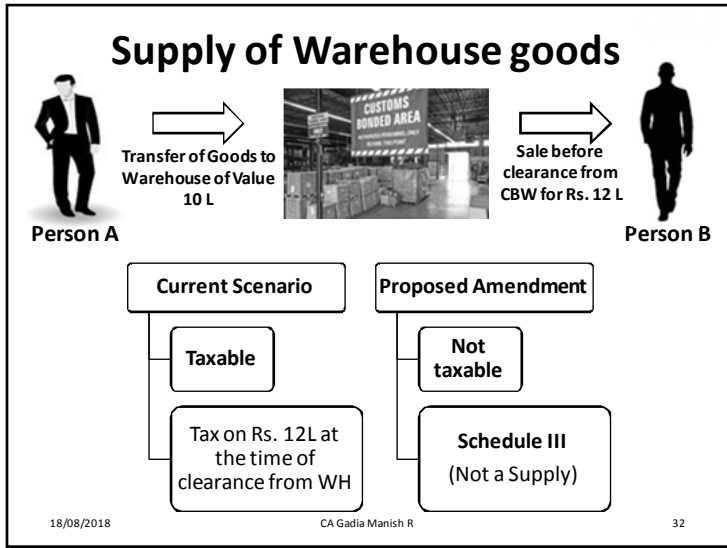 Supply of Warehouse goods
Transfer of Goods to
Warehouse of Value
10 L
Person A
CUSTOMS
BONDED AREA
Sale before
clearance from
CBW for Rs. 12 L
Person B
Current Scenario
Taxable
Tax on Rs. 12L at
the time of
clearance from WH
Proposed Amendment
Not
taxable
Schedule III
(Not a Supply)
18/08/2018
CA Gadia Manish R
32